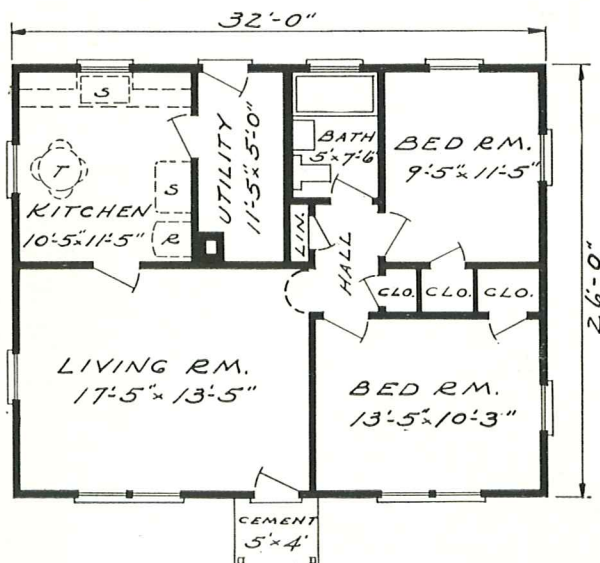 32'-0"
S
T
S
R
KITCHEN
10'-5"x11'-5"
UTILITY
11'-5"x5'-0"
BATH
5'x7'-6"
BED RM.
9'-5"x11'-5"
LIN.
HALL
CLO.
CLO.
CLO.
26'-0"
LIVING RM.
17'-5"x13'-5"
BED RM.
13'-5"x10'-3"
CEMENT
5'x4'